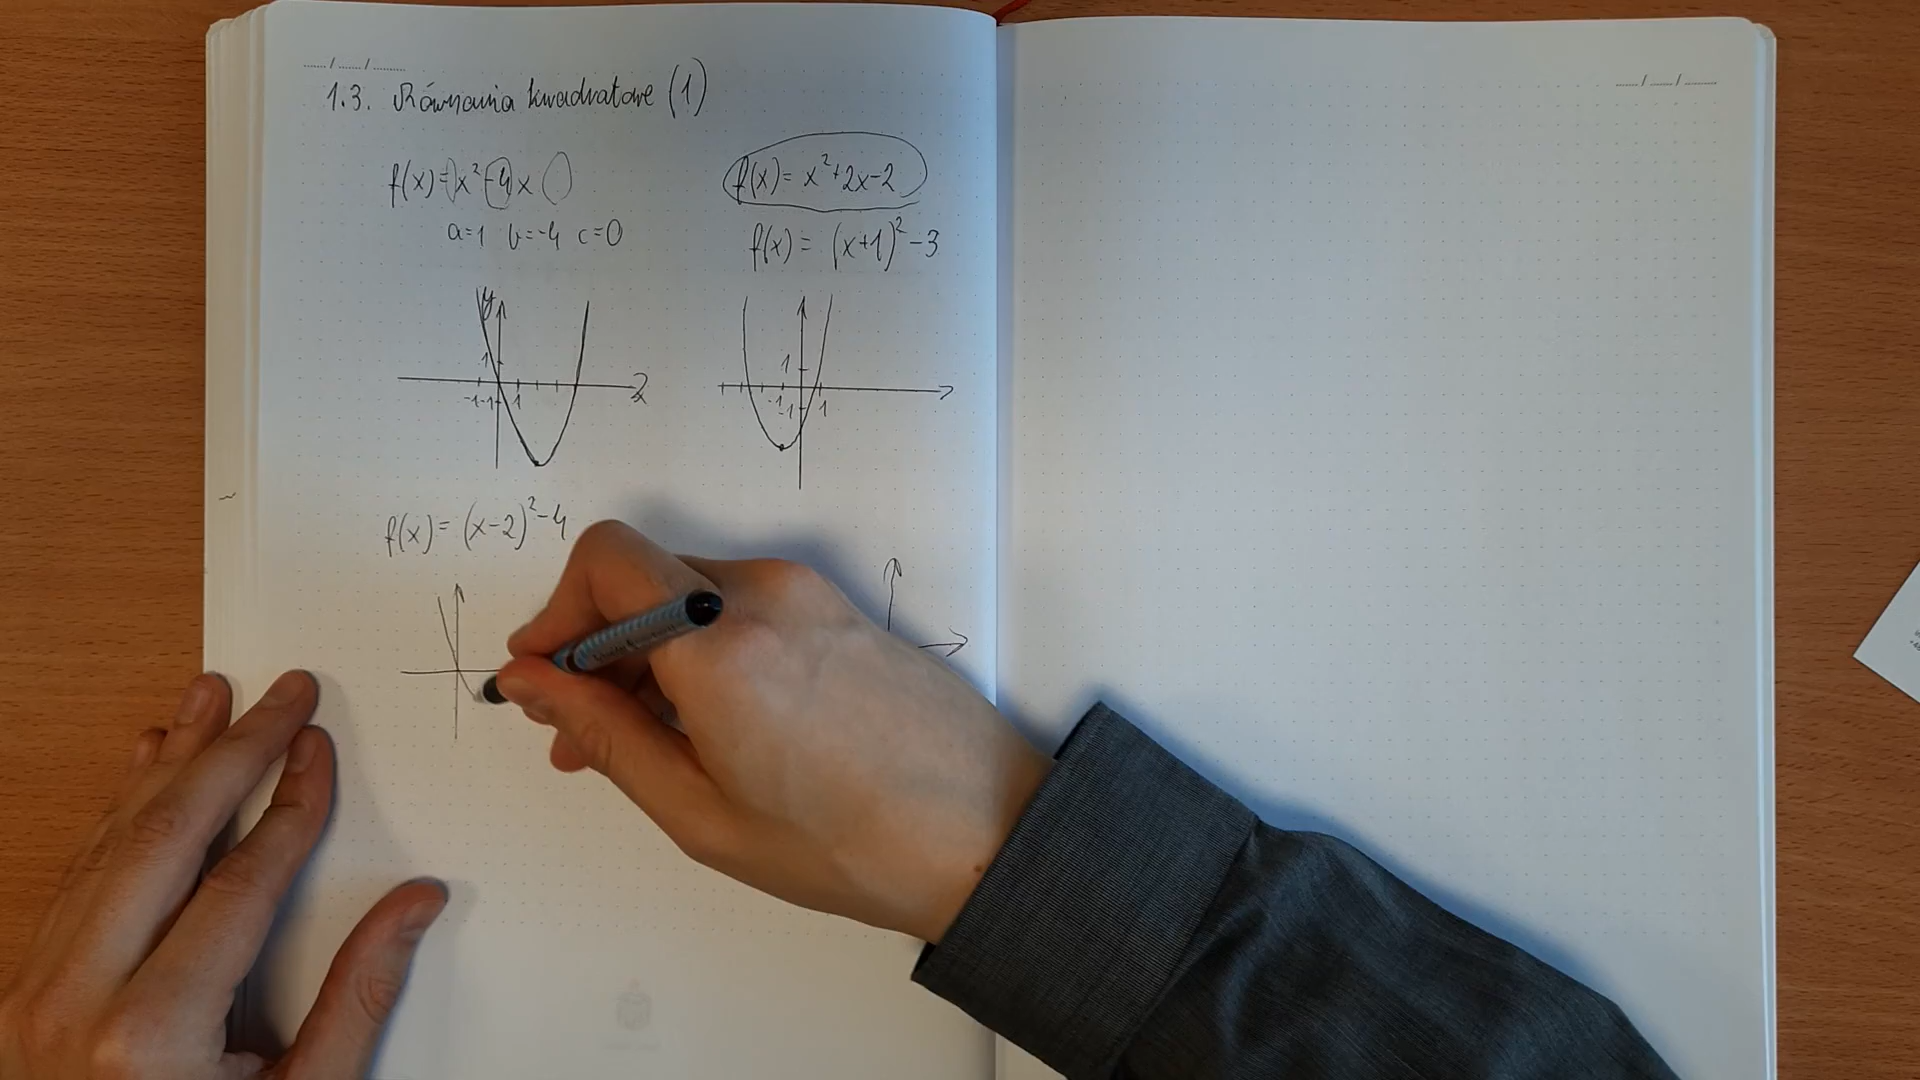 1.3. Równania kwadratowe (1)
f(x)=1x²-4x
a=1 b=-4 c=0
f(x)= x²+2x-2
f(x)= (x+1)²-3
y
1
-1 -1 1
x
1
-1 -1 1
f(x)= (x-2)²-4